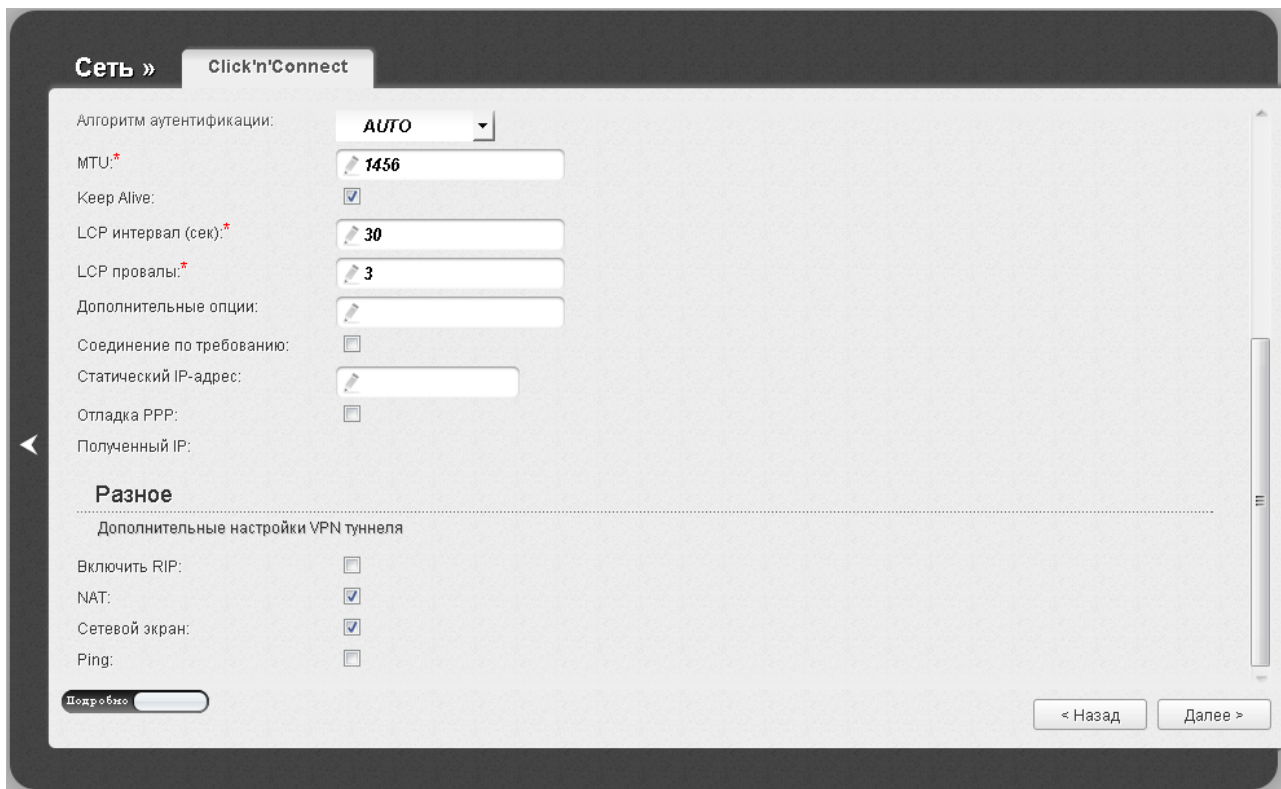 Сеть »
Click'n'Connect
Алгоритм аутентификации: AUTO
MTU:* 1456
Keep Alive:
LCP интервал (сек):* 30
LCP провалы:* 3
Дополнительные опции:
Соединение по требованию:
Статический IP-адрес:
Отладка PPP:
Полученный IP:
Разное
Дополнительные настройки VPN туннеля
Включить RIP:
NAT:
Сетевой экран:
Ping:
Подробно
< Назад
Далее >